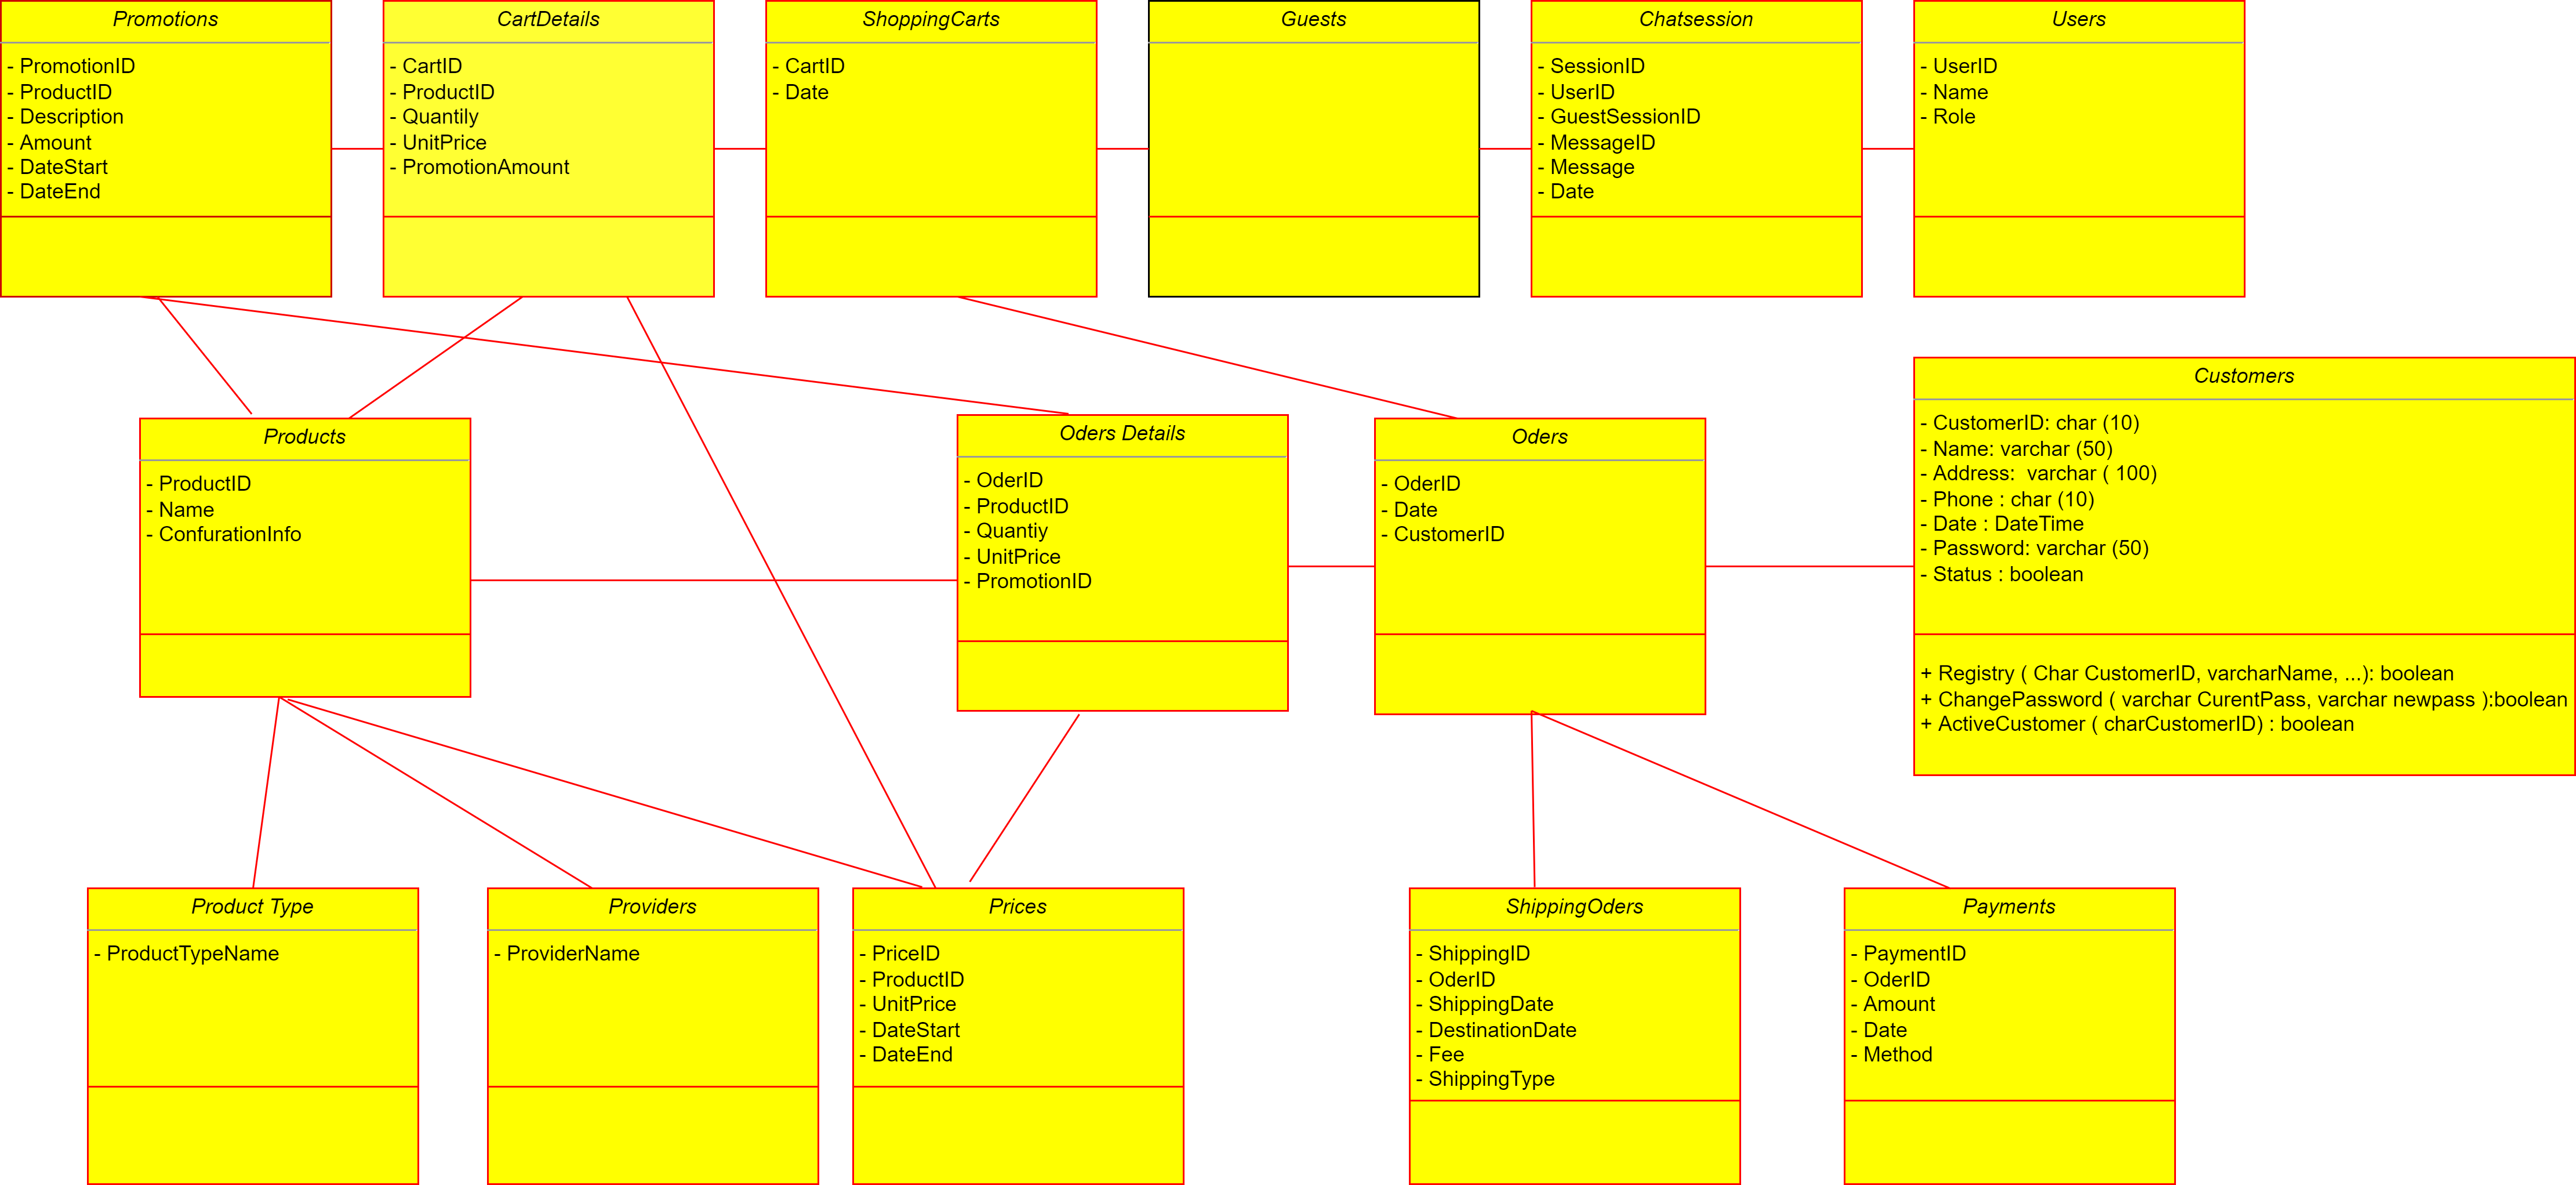 Promotions
- PromotionID
- ProductID
- Description
- Amount
- DateStart
- DateEnd
CartDetails
- CartID
- ProductID
- Quantily
- UnitPrice
- PromotionAmount
ShoppingCarts
- CartID
- Date
Guests
Chatsession
- SessionID
- UserID
- GuestSessionID
- MessageID
- Message
- Date
Users
- UserID
- Name
- Role
Products
- ProductID
- Name
- ConfurationInfo
Oders Details
- OderID
- ProductID
- Quantiy
- UnitPrice
- PromotionID
Oders
- OderID
- Date
- CustomerID
Customers
- CustomerID: char (10)
- Name: varchar (50)
- Address:  varchar ( 100)
- Phone : char (10)
- Date : DateTime
- Password: varchar (50)
- Status : boolean
+ Registry ( Char CustomerID, varcharName, ...): boolean
+ ChangePassword ( varchar CurentPass, varchar newpass ):boolean
+ ActiveCustomer ( charCustomerID) : boolean
Product Type
- ProductTypeName
Providers
- ProviderName
Prices
- PriceID
- ProductID
- UnitPrice
- DateStart
- DateEnd
ShippingOders
- ShippingID
- OderID
- ShippingDate
- DestinationDate
- Fee
- ShippingType
Payments
- PaymentID
- OderID
- Amount
- Date
- Method